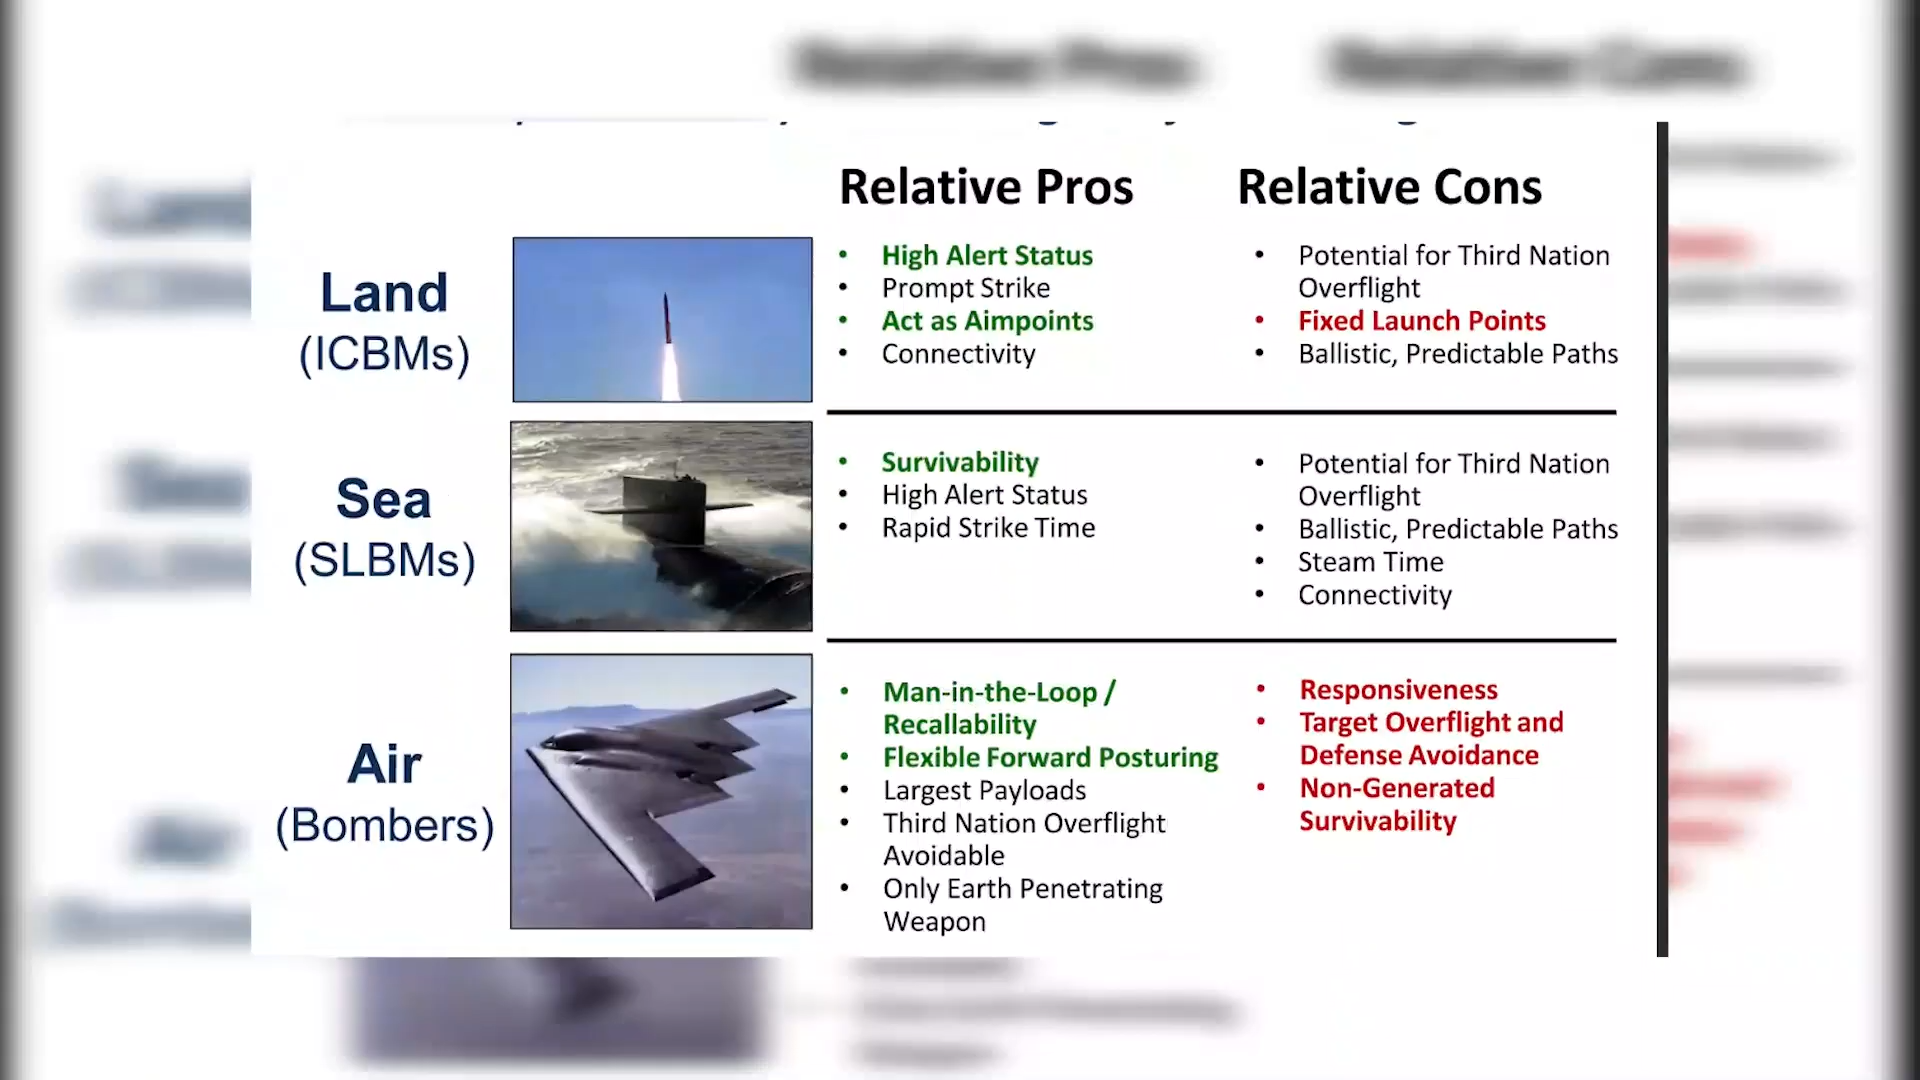 Relative Pros
Relative Cons
Land
(ICBMs)
• High Alert Status
• Prompt Strike
• Act as Aimpoints
• Connectivity
• Potential for Third Nation
Overflight
• Fixed Launch Points
• Ballistic, Predictable Paths
Sea
(SLBMs)
• Survivability
• High Alert Status
• Rapid Strike Time
• Potential for Third Nation
Overflight
• Ballistic, Predictable Paths
• Steam Time
• Connectivity
Air
(Bombers)
• Man-in-the-Loop /
Recallability
• Flexible Forward Posturing
• Largest Payloads
• Third Nation Overflight
Avoidable
• Only Earth Penetrating
Weapon
• Responsiveness
• Target Overflight and
Defense Avoidance
• Non-Generated
Survivability